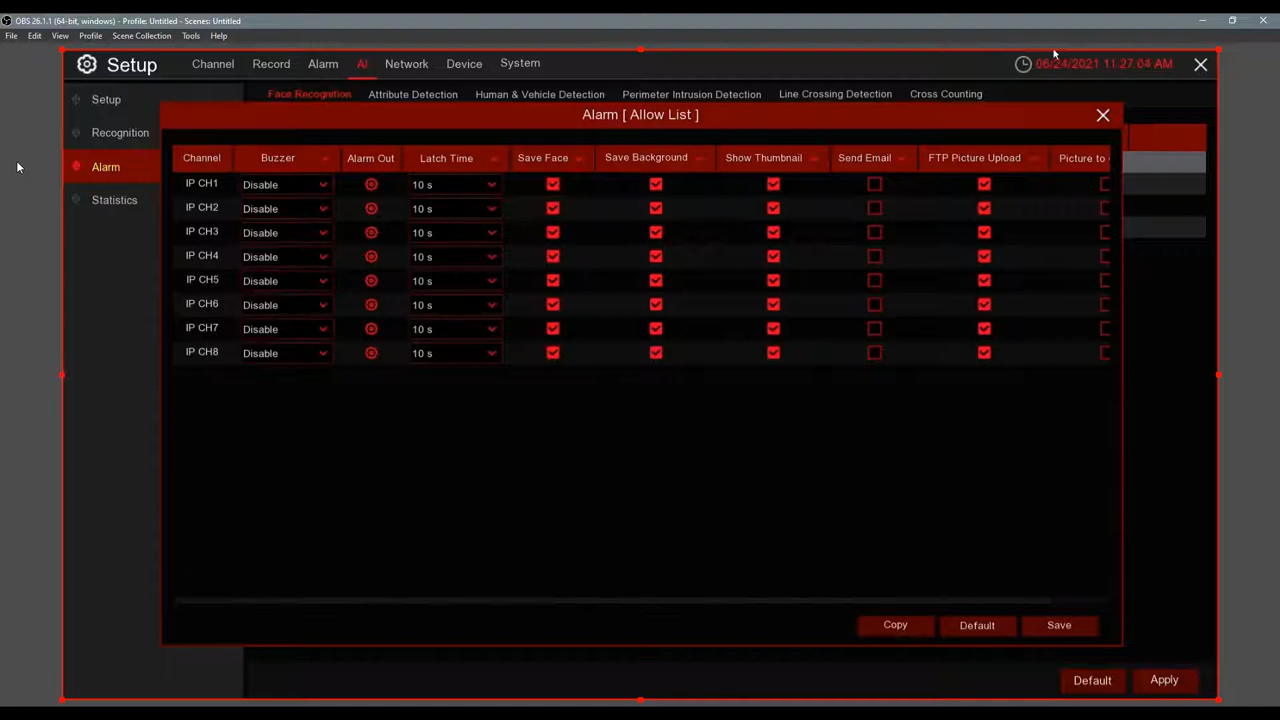 OBS 26.1.1 (64-bit, windows) - Profile: Untitled - Scenes: Untitled
File Edit View Profile Scene Collection Tools Help
Setup Channel Record Alarm AI Network Device System 06/24/2021 11:27:04 AM
Setup
Recognition
Alarm
Statistics
Face Recognition Attribute Detection Human & Vehicle Detection Perimeter Intrusion Detection Line Crossing Detection Cross Counting
Alarm [ Allow List ]
Channel Buzzer Alarm Out Latch Time Save Face Save Background Show Thumbnail Send Email FTP Picture Upload Picture to
IP CH1 Disable 10 s
IP CH2 Disable 10 s
IP CH3 Disable 10 s
IP CH4 Disable 10 s
IP CH5 Disable 10 s
IP CH6 Disable 10 s
IP CH7 Disable 10 s
IP CH8 Disable 10 s
Copy Default Save
Default Apply